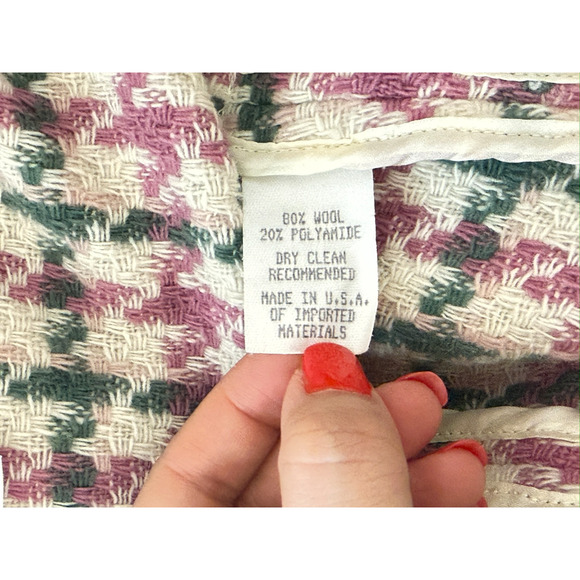 80% WOOL
20% POLYAMIDE
DRY CLEAN
RECOMMENDED
MADE IN U.S.A.
OF IMPORTED
MATERIALS